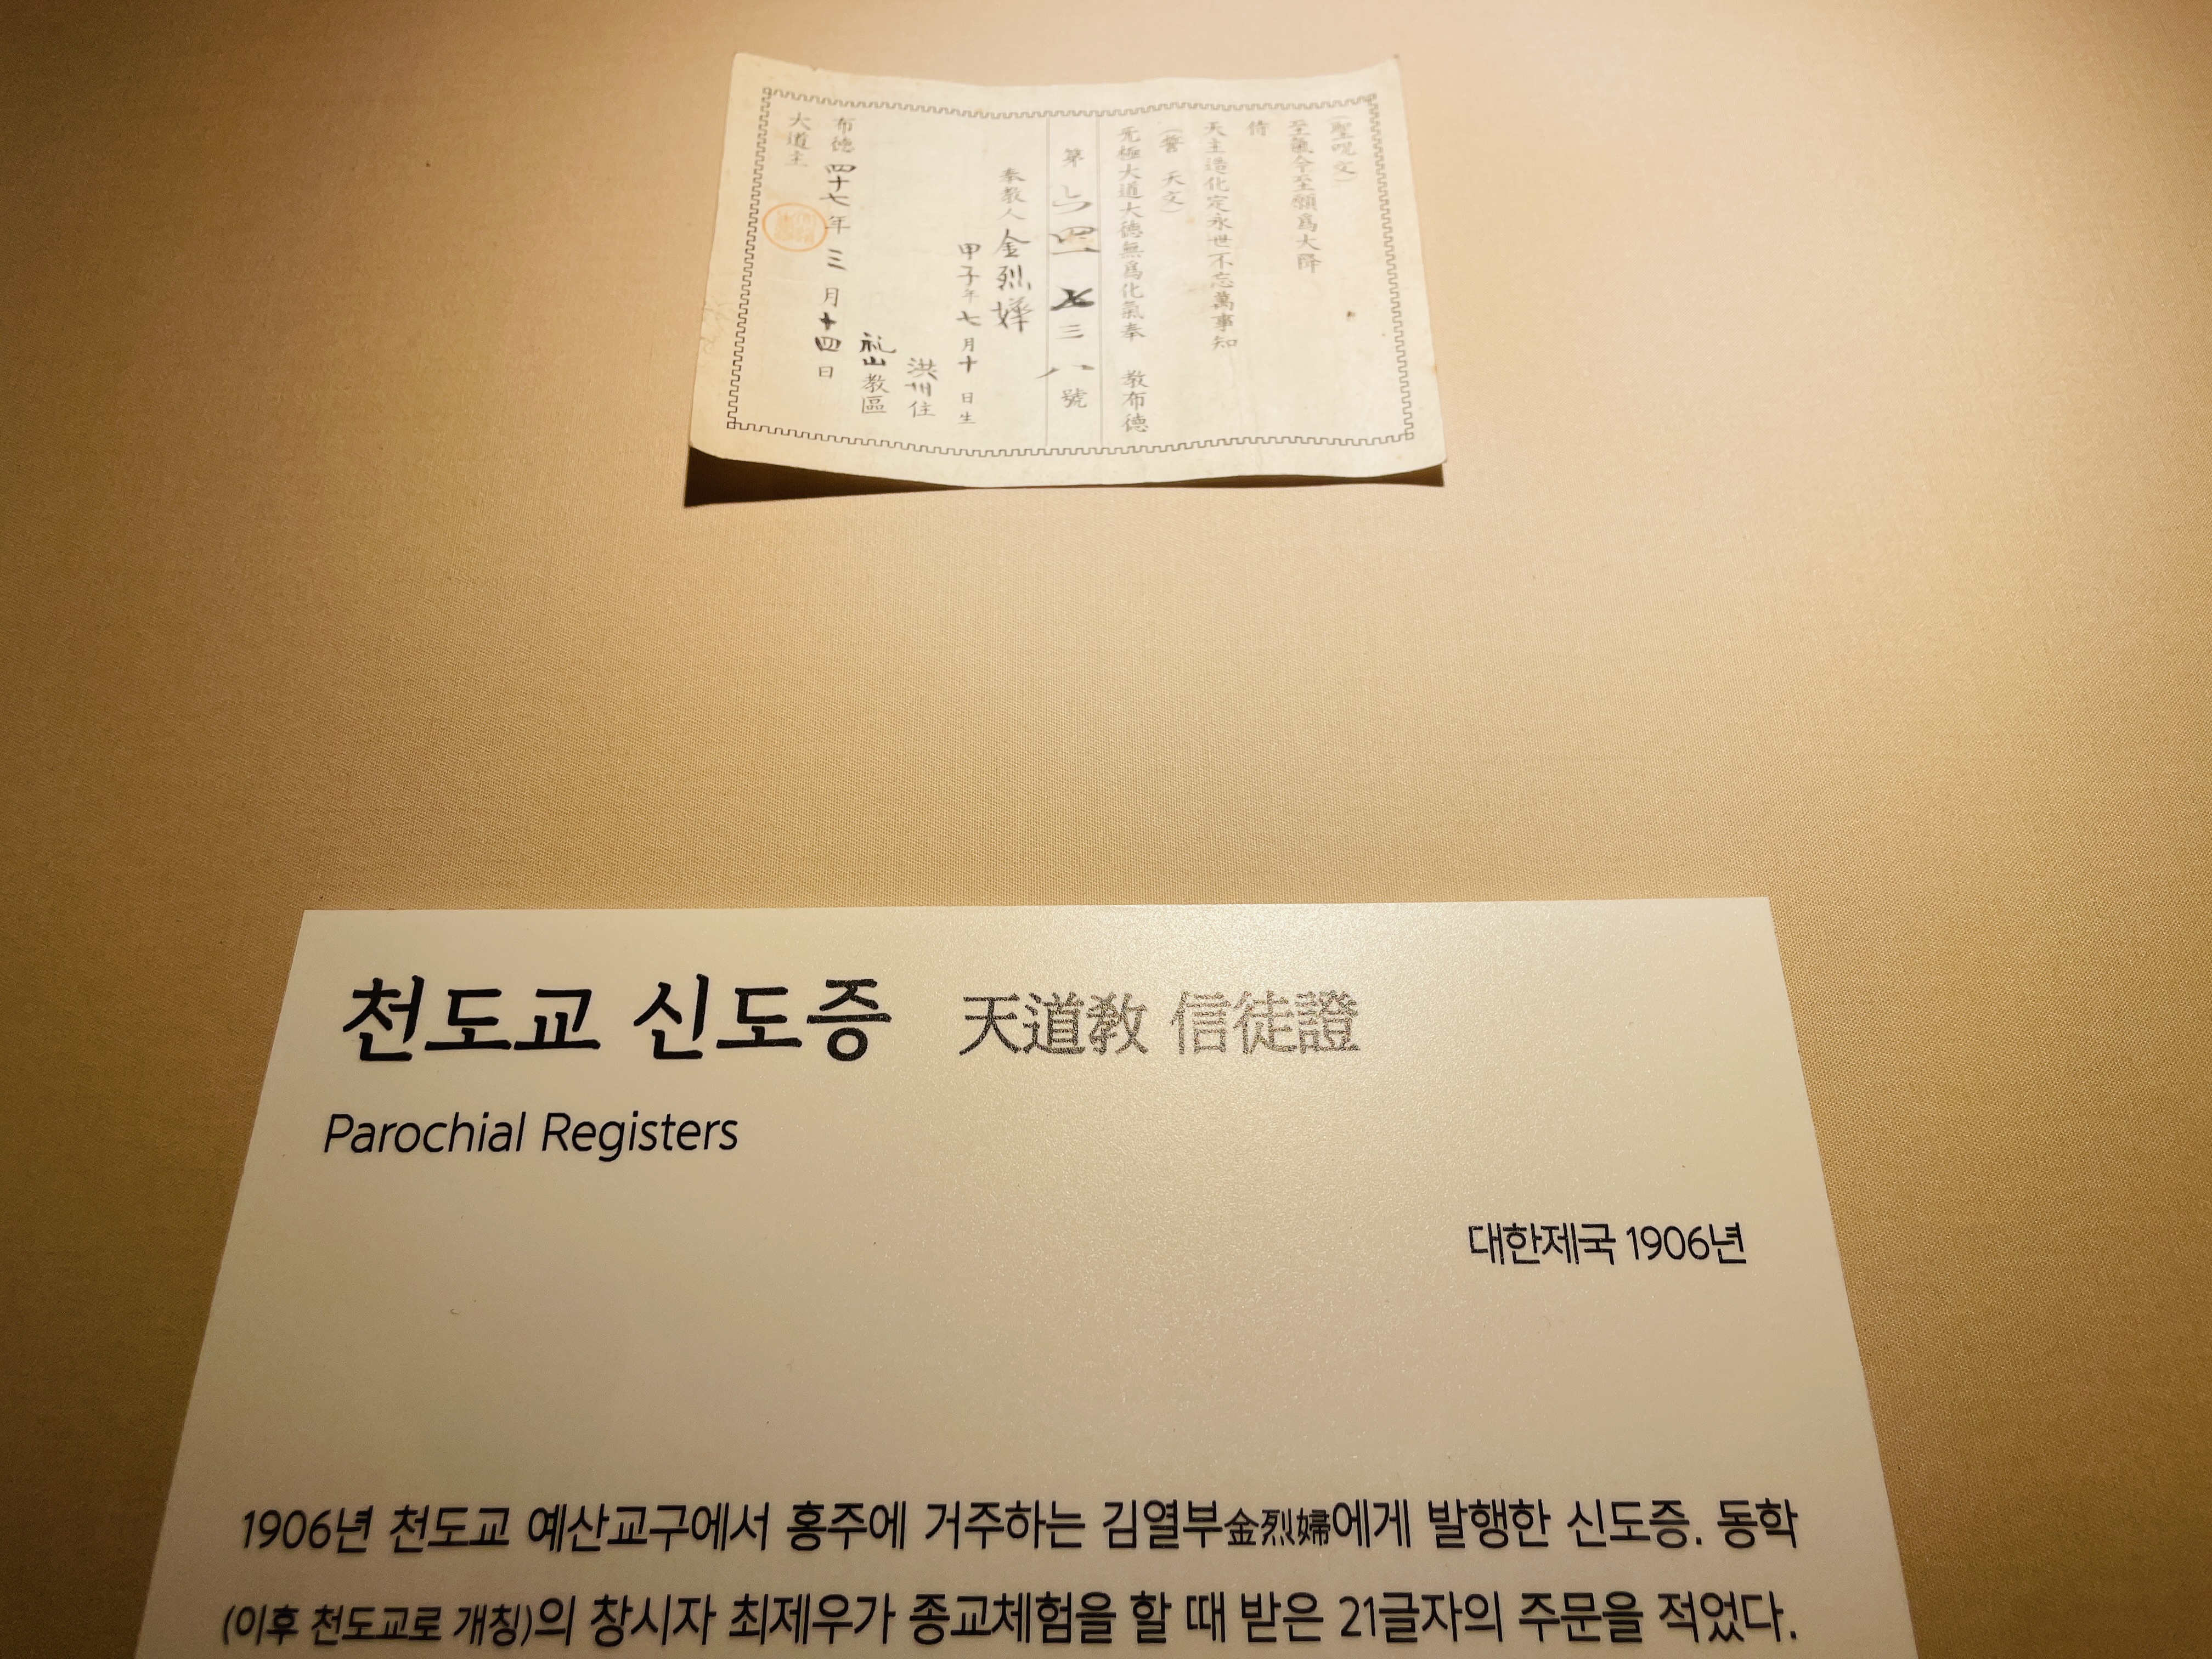 (聖呪文)
至氣今至願爲大降
侍
天主造化定永世不忘萬事知
(誓天文)
无極大道大德無爲化氣奉 敎布德
第 四 三八號
奉敎人 金烈
甲子年七月十日生
洪州住
礼山敎區
布德四十七年三月十四日
大道主
천도교 신도증 天道敎 信徒證
Parochial Registers
대한제국 1906년
1906년 천도교 예산교구에서 홍주에 거주하는 김열부金烈婦에게 발행한 신도증. 동학
(이후 천도교로 개칭)의 창시자 최제우가 종교체험을 할 때 받은 21글자의 주문을 적었다.